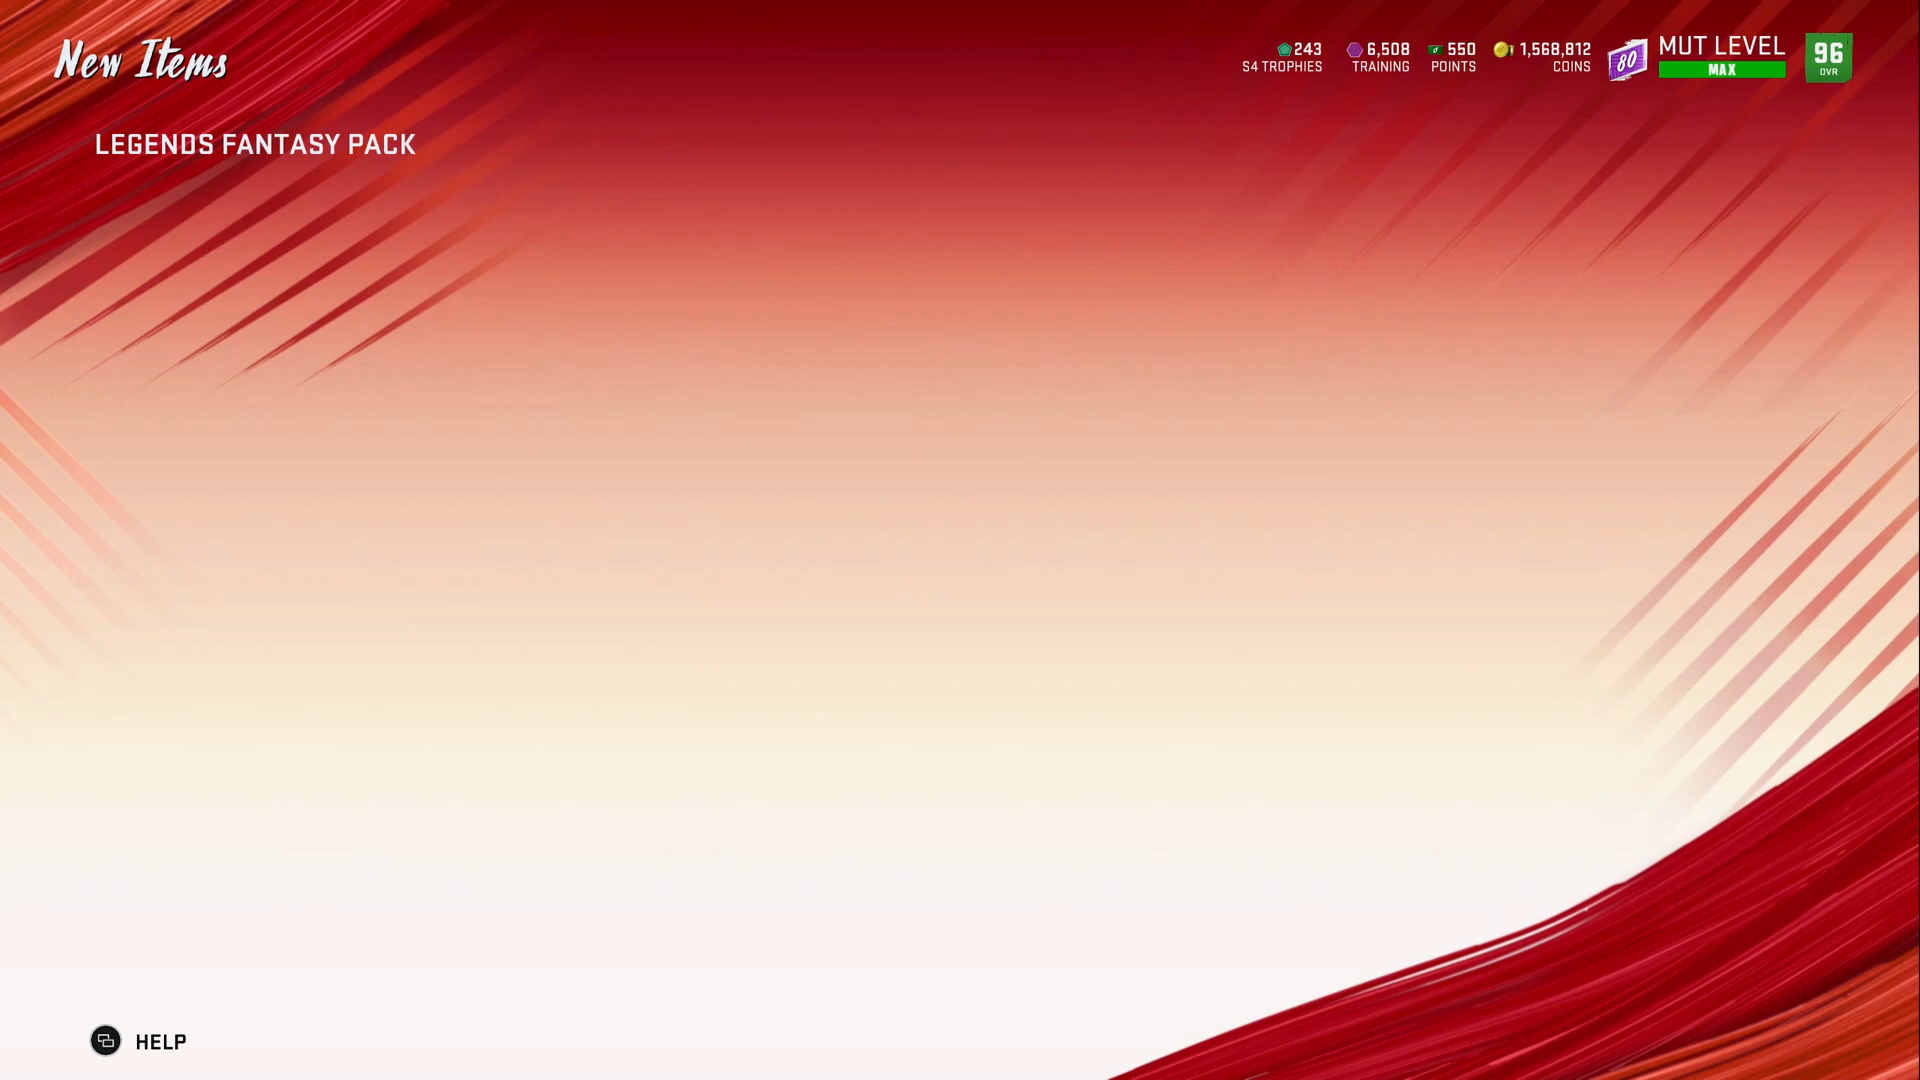 New Items
243
S4 TROPHIES
6,508
TRAINING
550
POINTS
1,568,812
COINS
80
MUT LEVEL
MAX
96
OVR
LEGENDS FANTASY PACK
HELP